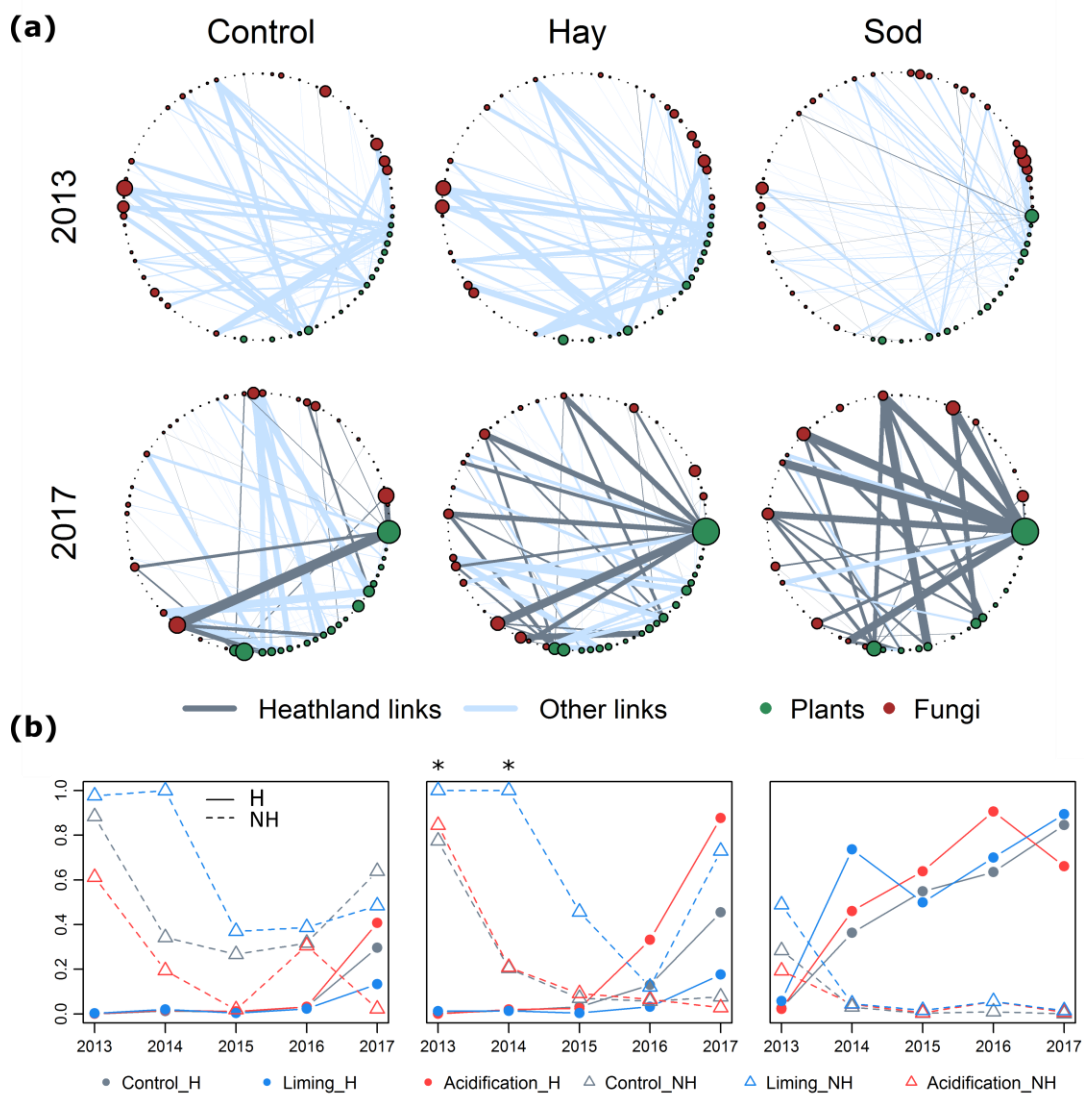 (a)
Control Hay Sod
2013
2017
Heathland links Other links Plants Fungi
(b)
* *
1.0
0.8
0.6
0.4
0.2
0.0
H
NH
2013 2014 2015 2016 2017 2013 2014 2015 2016 2017 2013 2014 2015 2016 2017
Control_H Liming_H Acidification_H Control_NH Liming_NH Acidification_NH